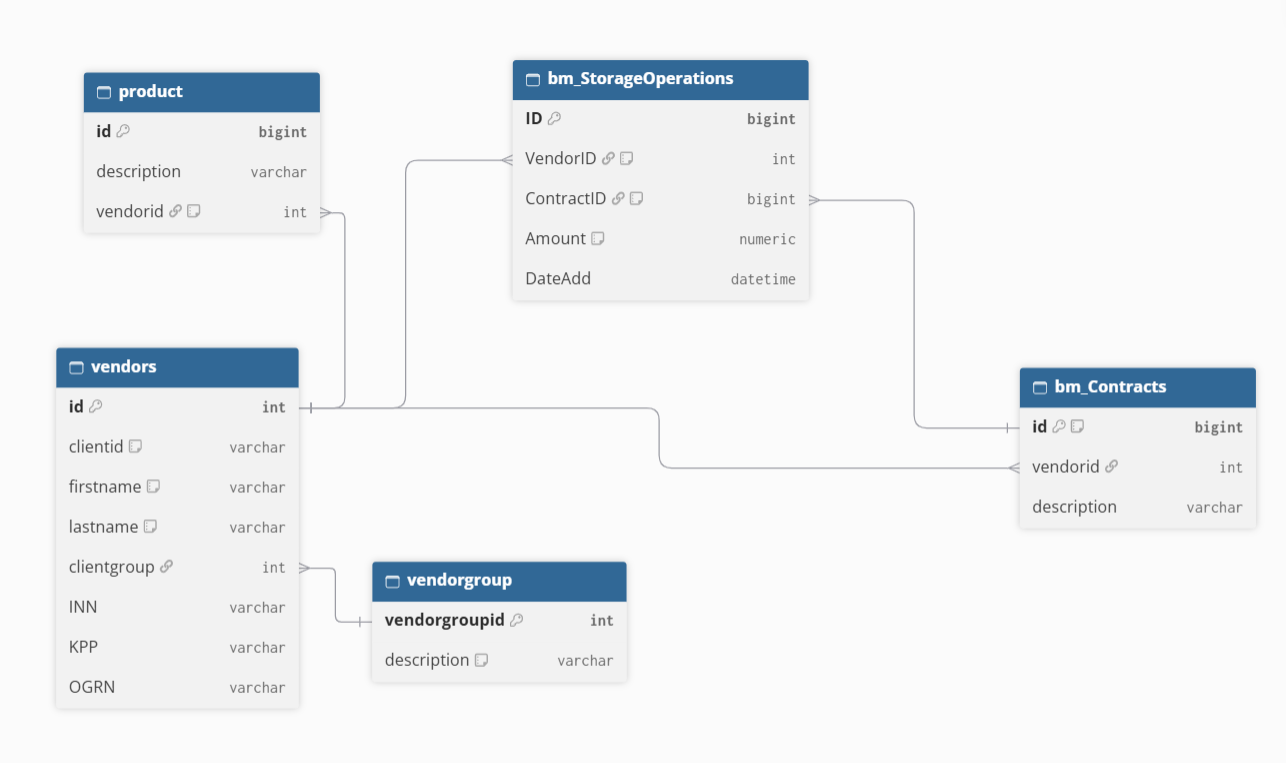 product
id bigint
description varchar
vendorid int
bm_StorageOperations
ID bigint
VendorID int
ContractID bigint
Amount numeric
DateAdd datetime
vendors
id int
clientid varchar
firstname varchar
lastname varchar
clientgroup int
INN varchar
KPP varchar
OGRN varchar
vendorgroup
vendorgroupid int
description varchar
bm_Contracts
id bigint
vendorid int
description varchar